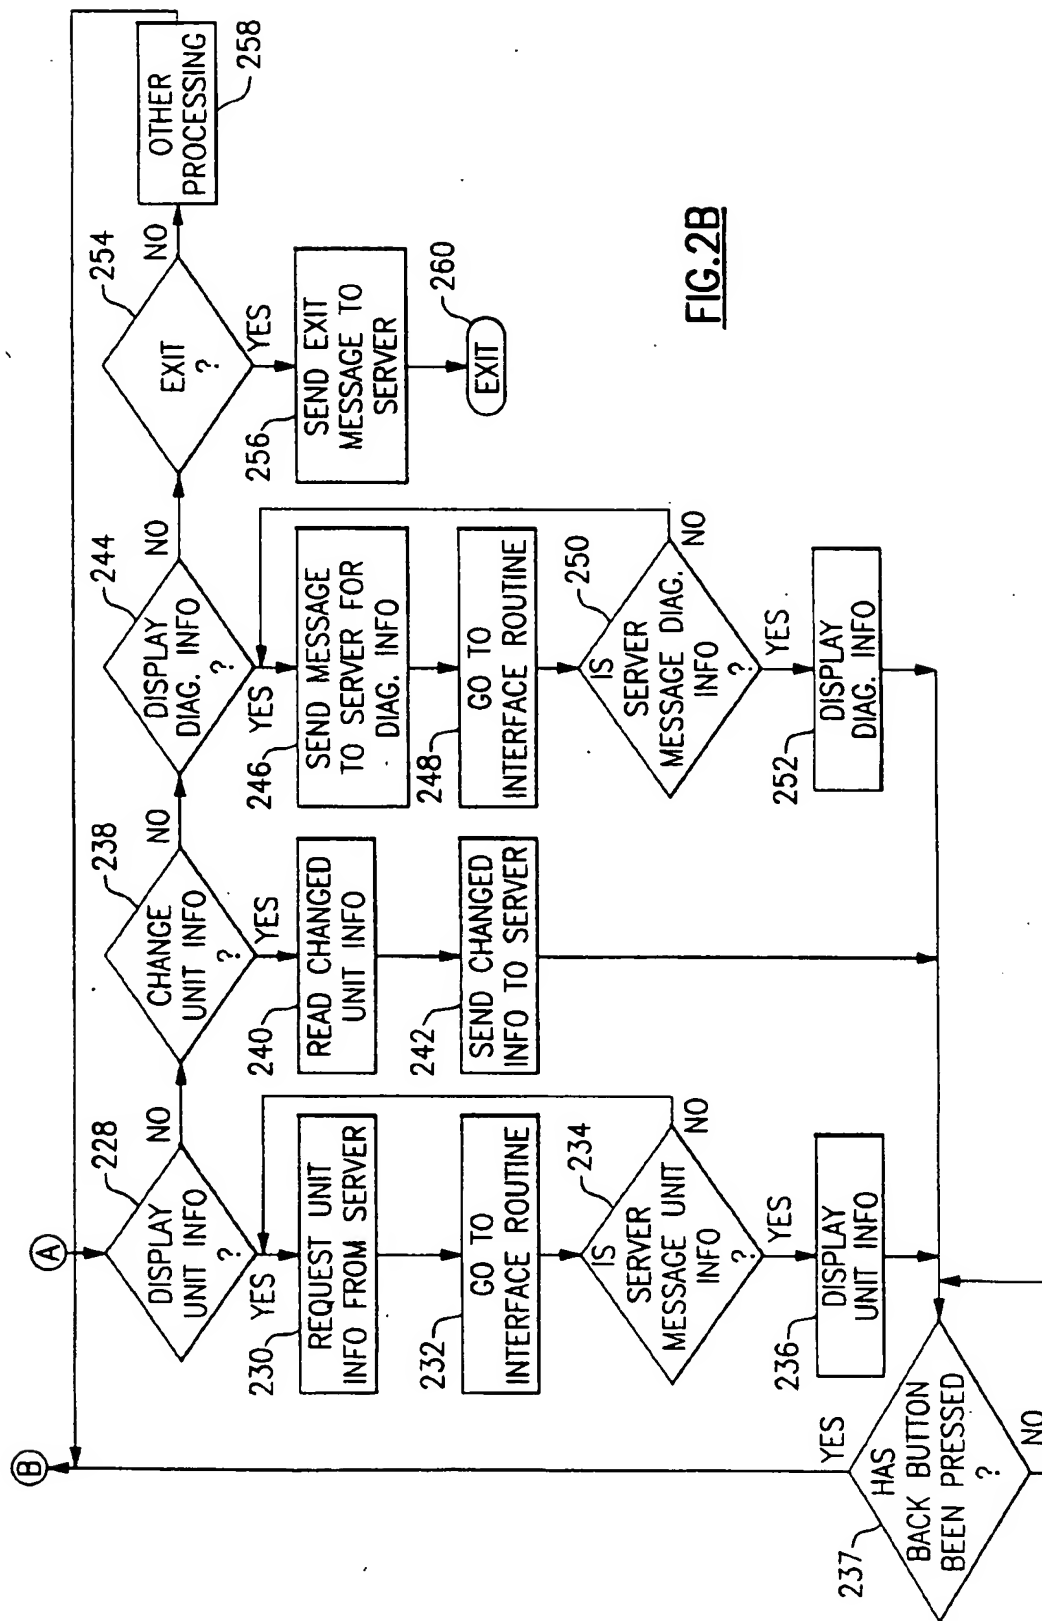 B
A
228
DISPLAY
UNIT INFO
?
NO
YES
230
REQUEST UNIT
INFO FROM SERVER
232
GO TO
INTERFACE ROUTINE
234
IS
SERVER
MESSAGE UNIT
INFO
?
NO
YES
236
DISPLAY
UNIT INFO
237
HAS
BACK BUTTON
BEEN PRESSED
?
YES
NO
238
CHANGE
UNIT INFO
?
NO
YES
240
READ CHANGED
UNIT INFO
242
SEND CHANGED
INFO TO SERVER
244
DISPLAY
DIAG. INFO
?
NO
YES
246
SEND MESSAGE
TO SERVER FOR
DIAG. INFO
248
GO TO
INTERFACE ROUTINE
250
IS
SERVER
MESSAGE DIAG.
INFO
?
NO
YES
252
DISPLAY
DIAG. INFO
254
EXIT
?
NO
YES
256
SEND EXIT
MESSAGE TO
SERVER
260
EXIT
258
OTHER
PROCESSING
FIG.2B